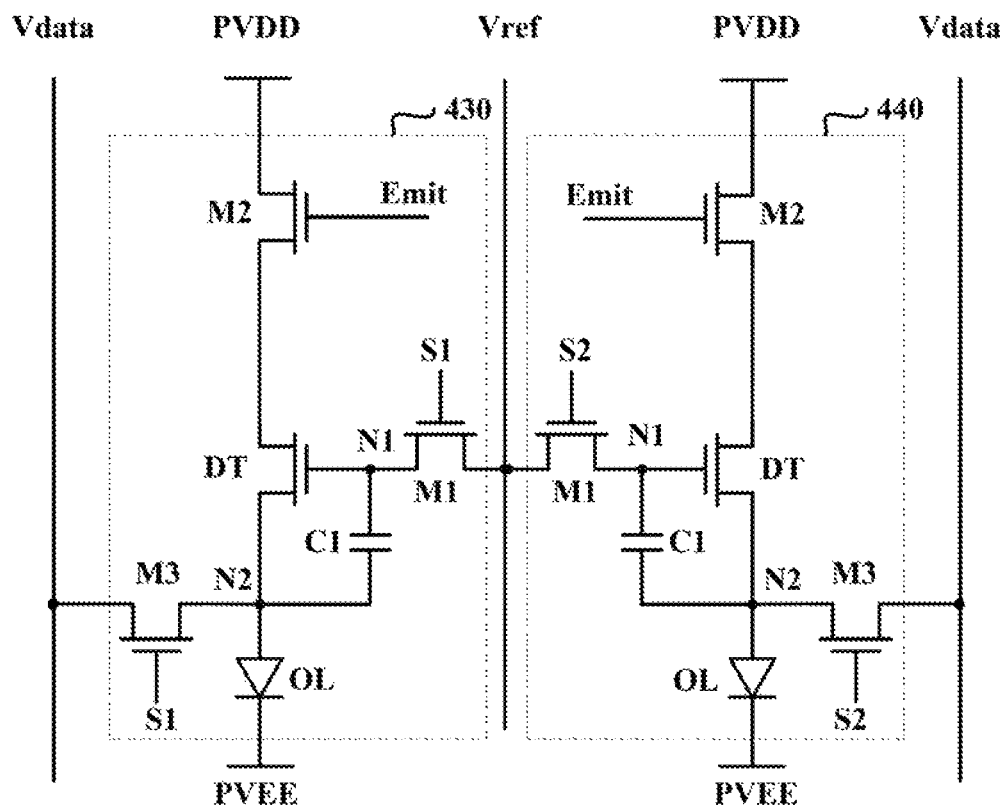 Vdata PVDD Vref PVDD Vdata
430 440
Emit Emit
M2 M2
S1 S2
N1 N1
DT M1 M1 DT
C1 C1
M3 N2 N2 M3
OL OL
S1 S2
PVEE PVEE